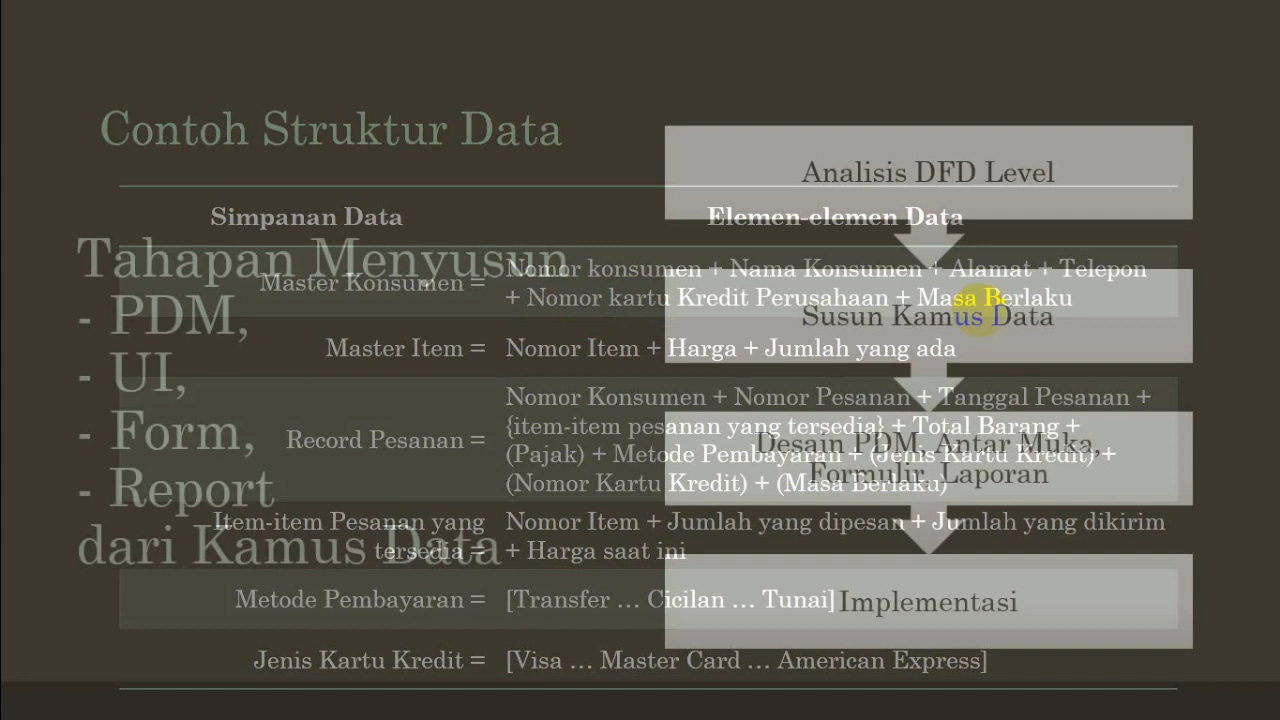 Contoh Struktur Data
Simpanan Data Elemen-elemen Data
Master Konsumen = Nomor konsumen + Nama Konsumen + Alamat + Telepon
+ Nomor kartu Kredit Perusahaan + Masa Berlaku
Master Item = Nomor Item + Harga + Jumlah yang ada
Record Pesanan = Nomor Konsumen + Nomor Pesanan + Tanggal Pesanan +
{item-item pesanan yang tersedia} + Total Barang +
(Pajak) + Metode Pembayaran + (Jenis Kartu Kredit) +
(Nomor Kartu Kredit) + (Masa Berlaku)
Item-item Pesanan yang
tersedia =
Nomor Item + Jumlah yang dipesan + Jumlah yang dikirim
+ Harga saat ini
Metode Pembayaran = [Transfer … Cicilan … Tunai]
Jenis Kartu Kredit = [Visa … Master Card … American Express]
Tahapan Menyusun
- PDM,
- UI,
- Form,
- Report
dari Kamus Data
Analisis DFD Level
Susun Kamus Data
Desain PDM, Antar Muka,
Formulir, Laporan
Implementasi